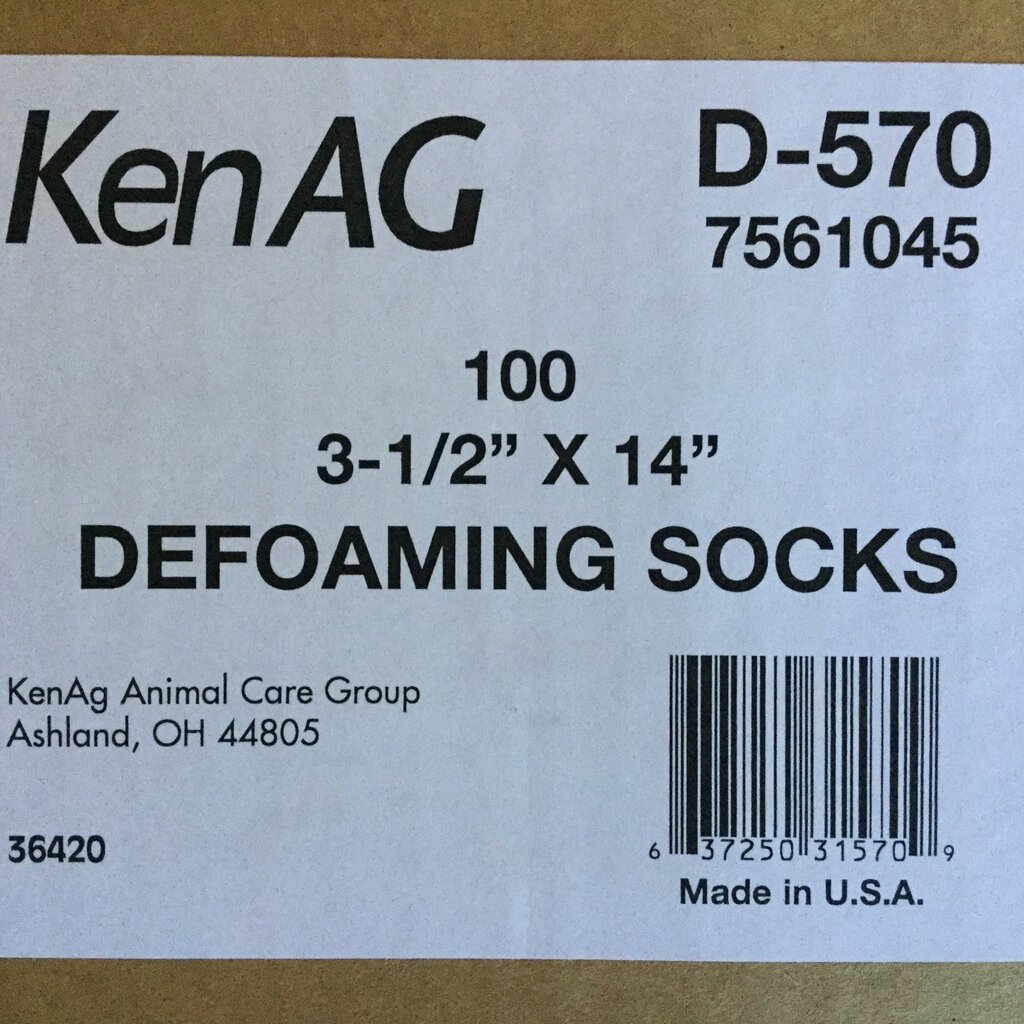 KenAG
D-570
7561045
100
3-1/2” X 14”
DEFOAMING SOCKS
KenAg Animal Care Group
Ashland, OH 44805
36420
6 37250 31570 9
Made in U.S.A.